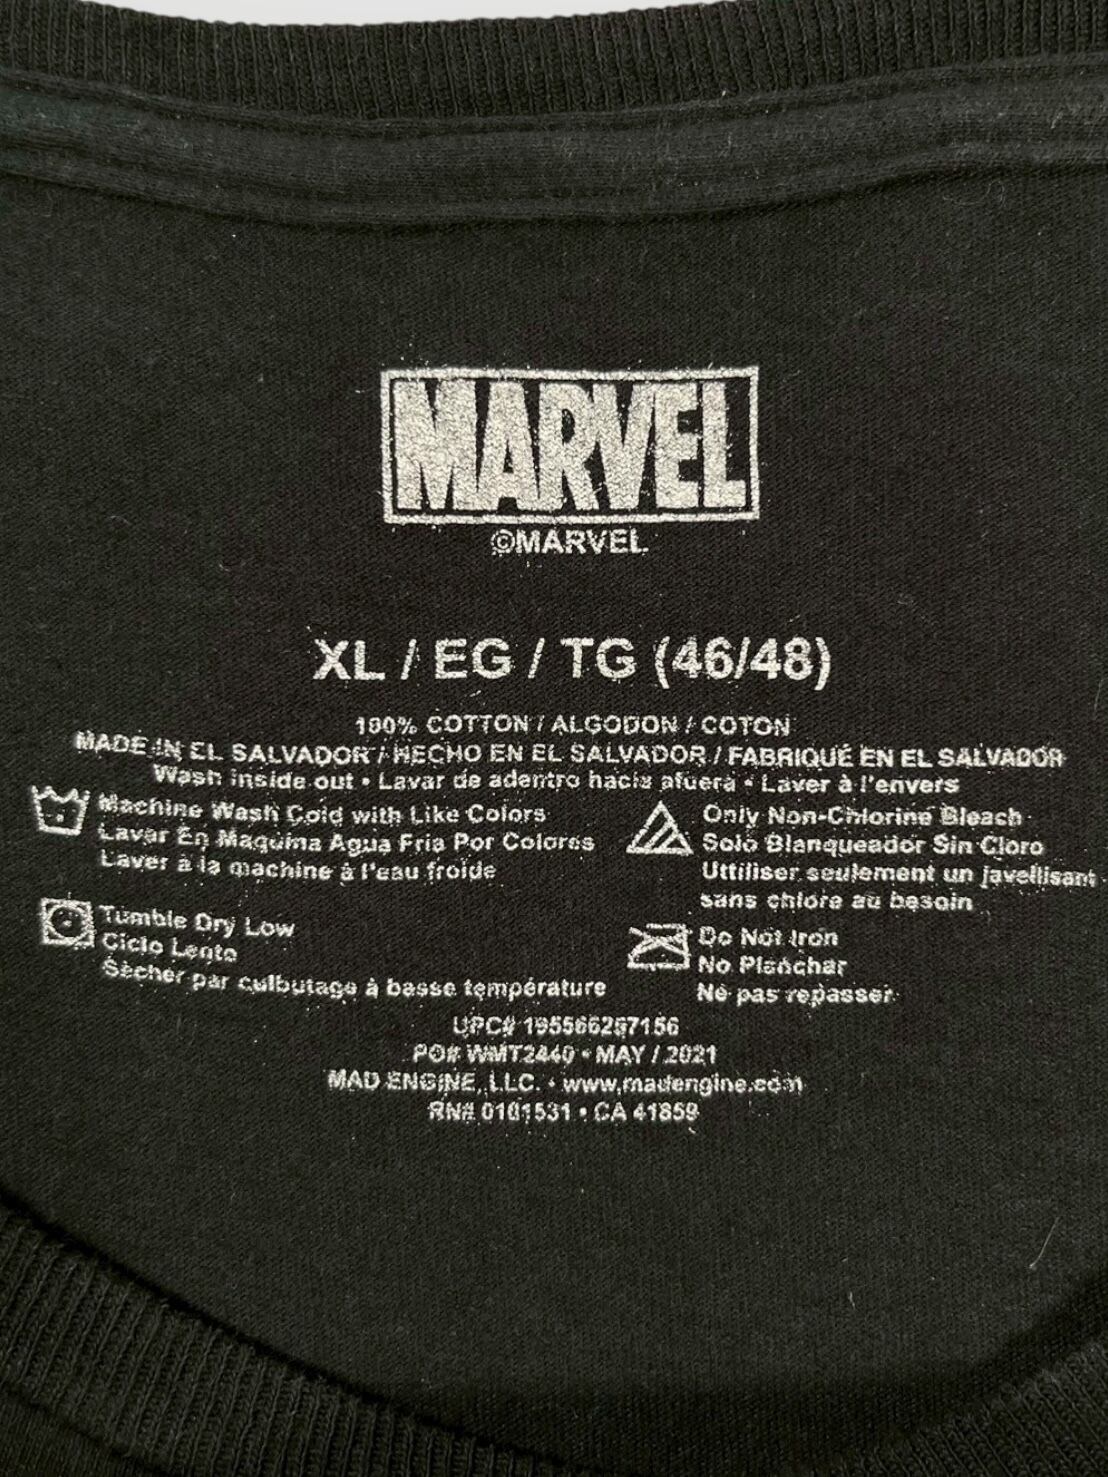 MARVEL
©MARVEL
XL / EG / TG (46/48)
100% COTTON / ALGODON / COTON
MADE IN EL SALVADOR / HECHO EN EL SALVADOR / FABRIQUÉ EN EL SALVADOR
Wash inside out • Lavar de adentro hacia afuera • Laver à l'envers
Machine Wash Cold with Like Colors
Lavar En Maquina Agua Fria Por Colores
Laver à la machine à l'eau froide
Only Non-Chlorine Bleach
Solo Blanqueador Sin Cloro
Uttiliser seulement un javellisant
sans chlore au besoin
Tumble Dry Low
Ciclo Lento
Sècher par culbutage à basse température
Do Not Iron
No Planchar
Ne pas repasser
UPC# 195566267156
PO# WMT2440 • MAY / 2021
MAD ENGINE, LLC. • www.madengine.com
RN# 0101531 • CA 41859